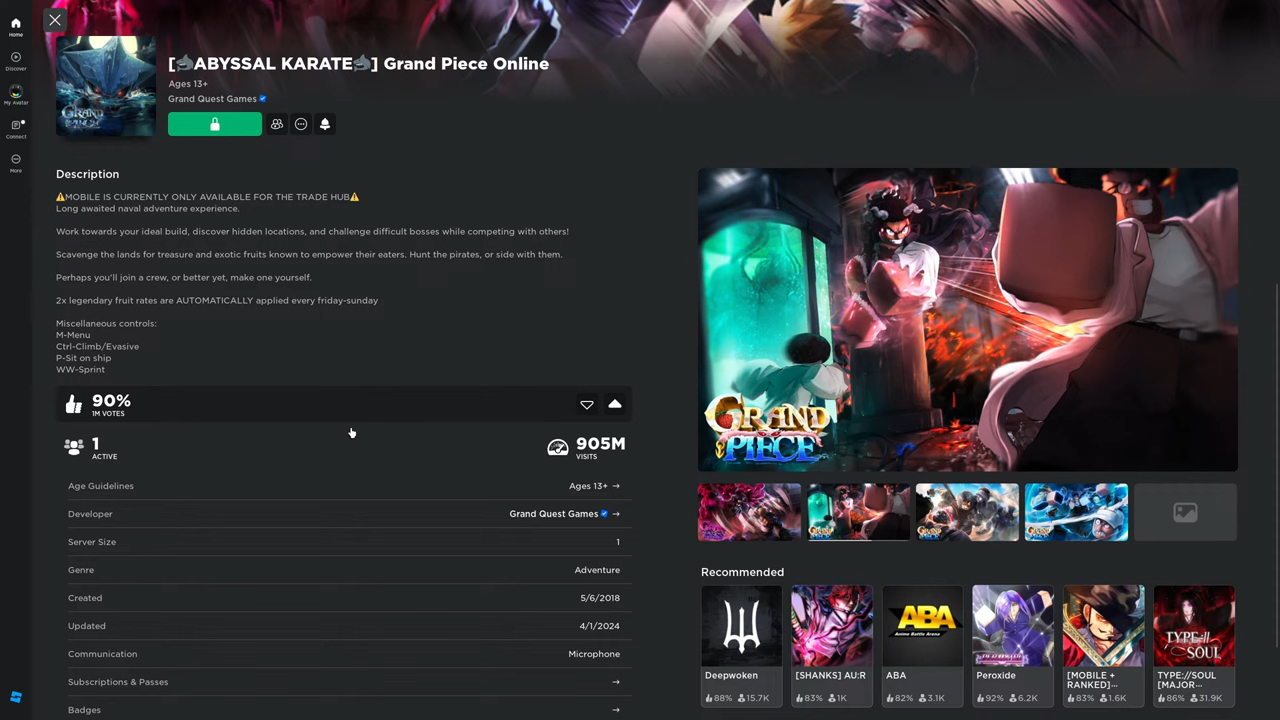 Home
Discover
My Avatar
Connect
More
[🦈ABYSSAL KARATE🦈] Grand Piece Online
Ages 13+
Grand Quest Games
GRAND
Description
⚠️MOBILE IS CURRENTLY ONLY AVAILABLE FOR THE TRADE HUB⚠️
Long awaited naval adventure experience.
Work towards your ideal build, discover hidden locations, and challenge difficult bosses while competing with others!
Scavenge the lands for treasure and exotic fruits known to empower their eaters. Hunt the pirates, or side with them.
Perhaps you'll join a crew, or better yet, make one yourself.
2x legendary fruit rates are AUTOMATICALLY applied every friday-sunday
Miscellaneous controls:
M-Menu
Ctrl-Climb/Evasive
P-Sit on ship
WW-Sprint
90%
1M VOTES
1
ACTIVE
905M
VISITS
Age Guidelines
Ages 13+ →
Developer
Grand Quest Games →
Server Size
1
Genre
Adventure
Created
5/6/2018
Updated
4/1/2024
Communication
Microphone
Subscriptions & Passes →
Badges →
GRAND
PIECE
Recommended
ABA
Anime Battle Arena
TYPE://
SOUL
Deepwoken
88% 15.7K
[SHANKS] AU:R
83% 1K
ABA
82% 3.1K
Peroxide
92% 6.2K
[MOBILE +
RANKED]...
83% 1.6K
TYPE://SOUL
[MAJOR...
86% 31.9K